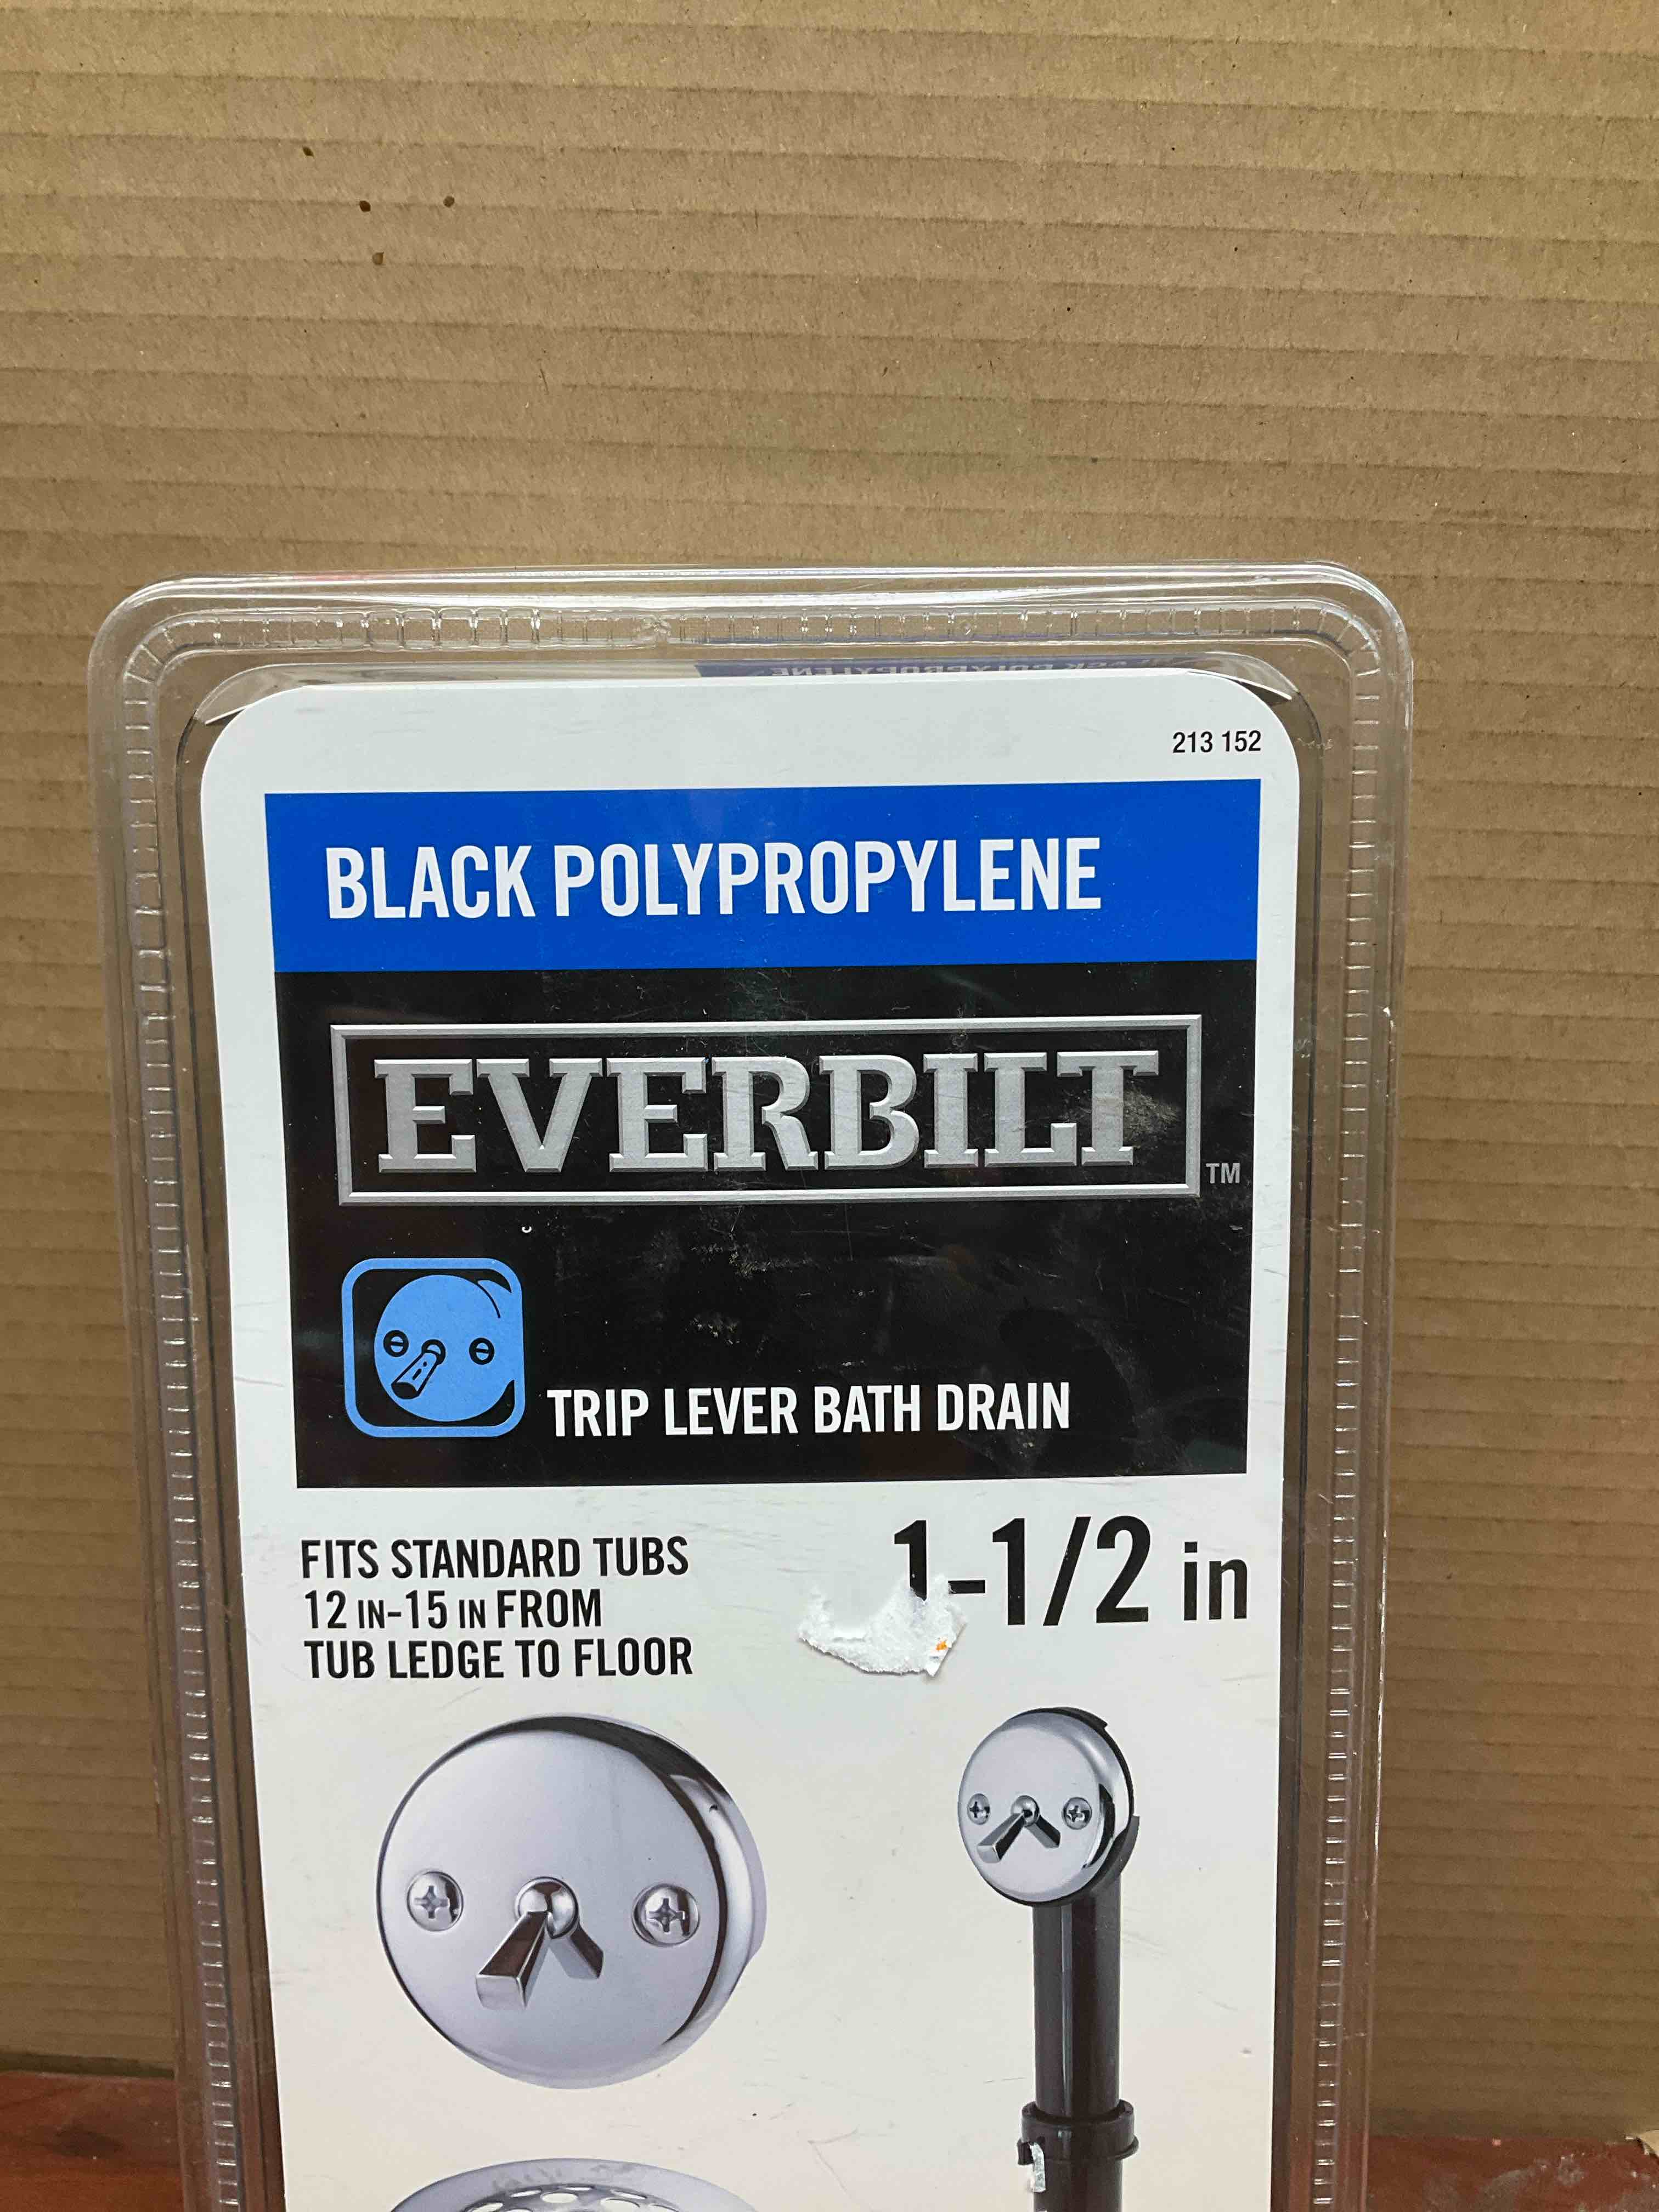 213 152
BLACK POLYPROPYLENE
EVERBILT
TM
TRIP LEVER BATH DRAIN
FITS STANDARD TUBS
12 IN-15 IN FROM
TUB LEDGE TO FLOOR
1-1/2 in